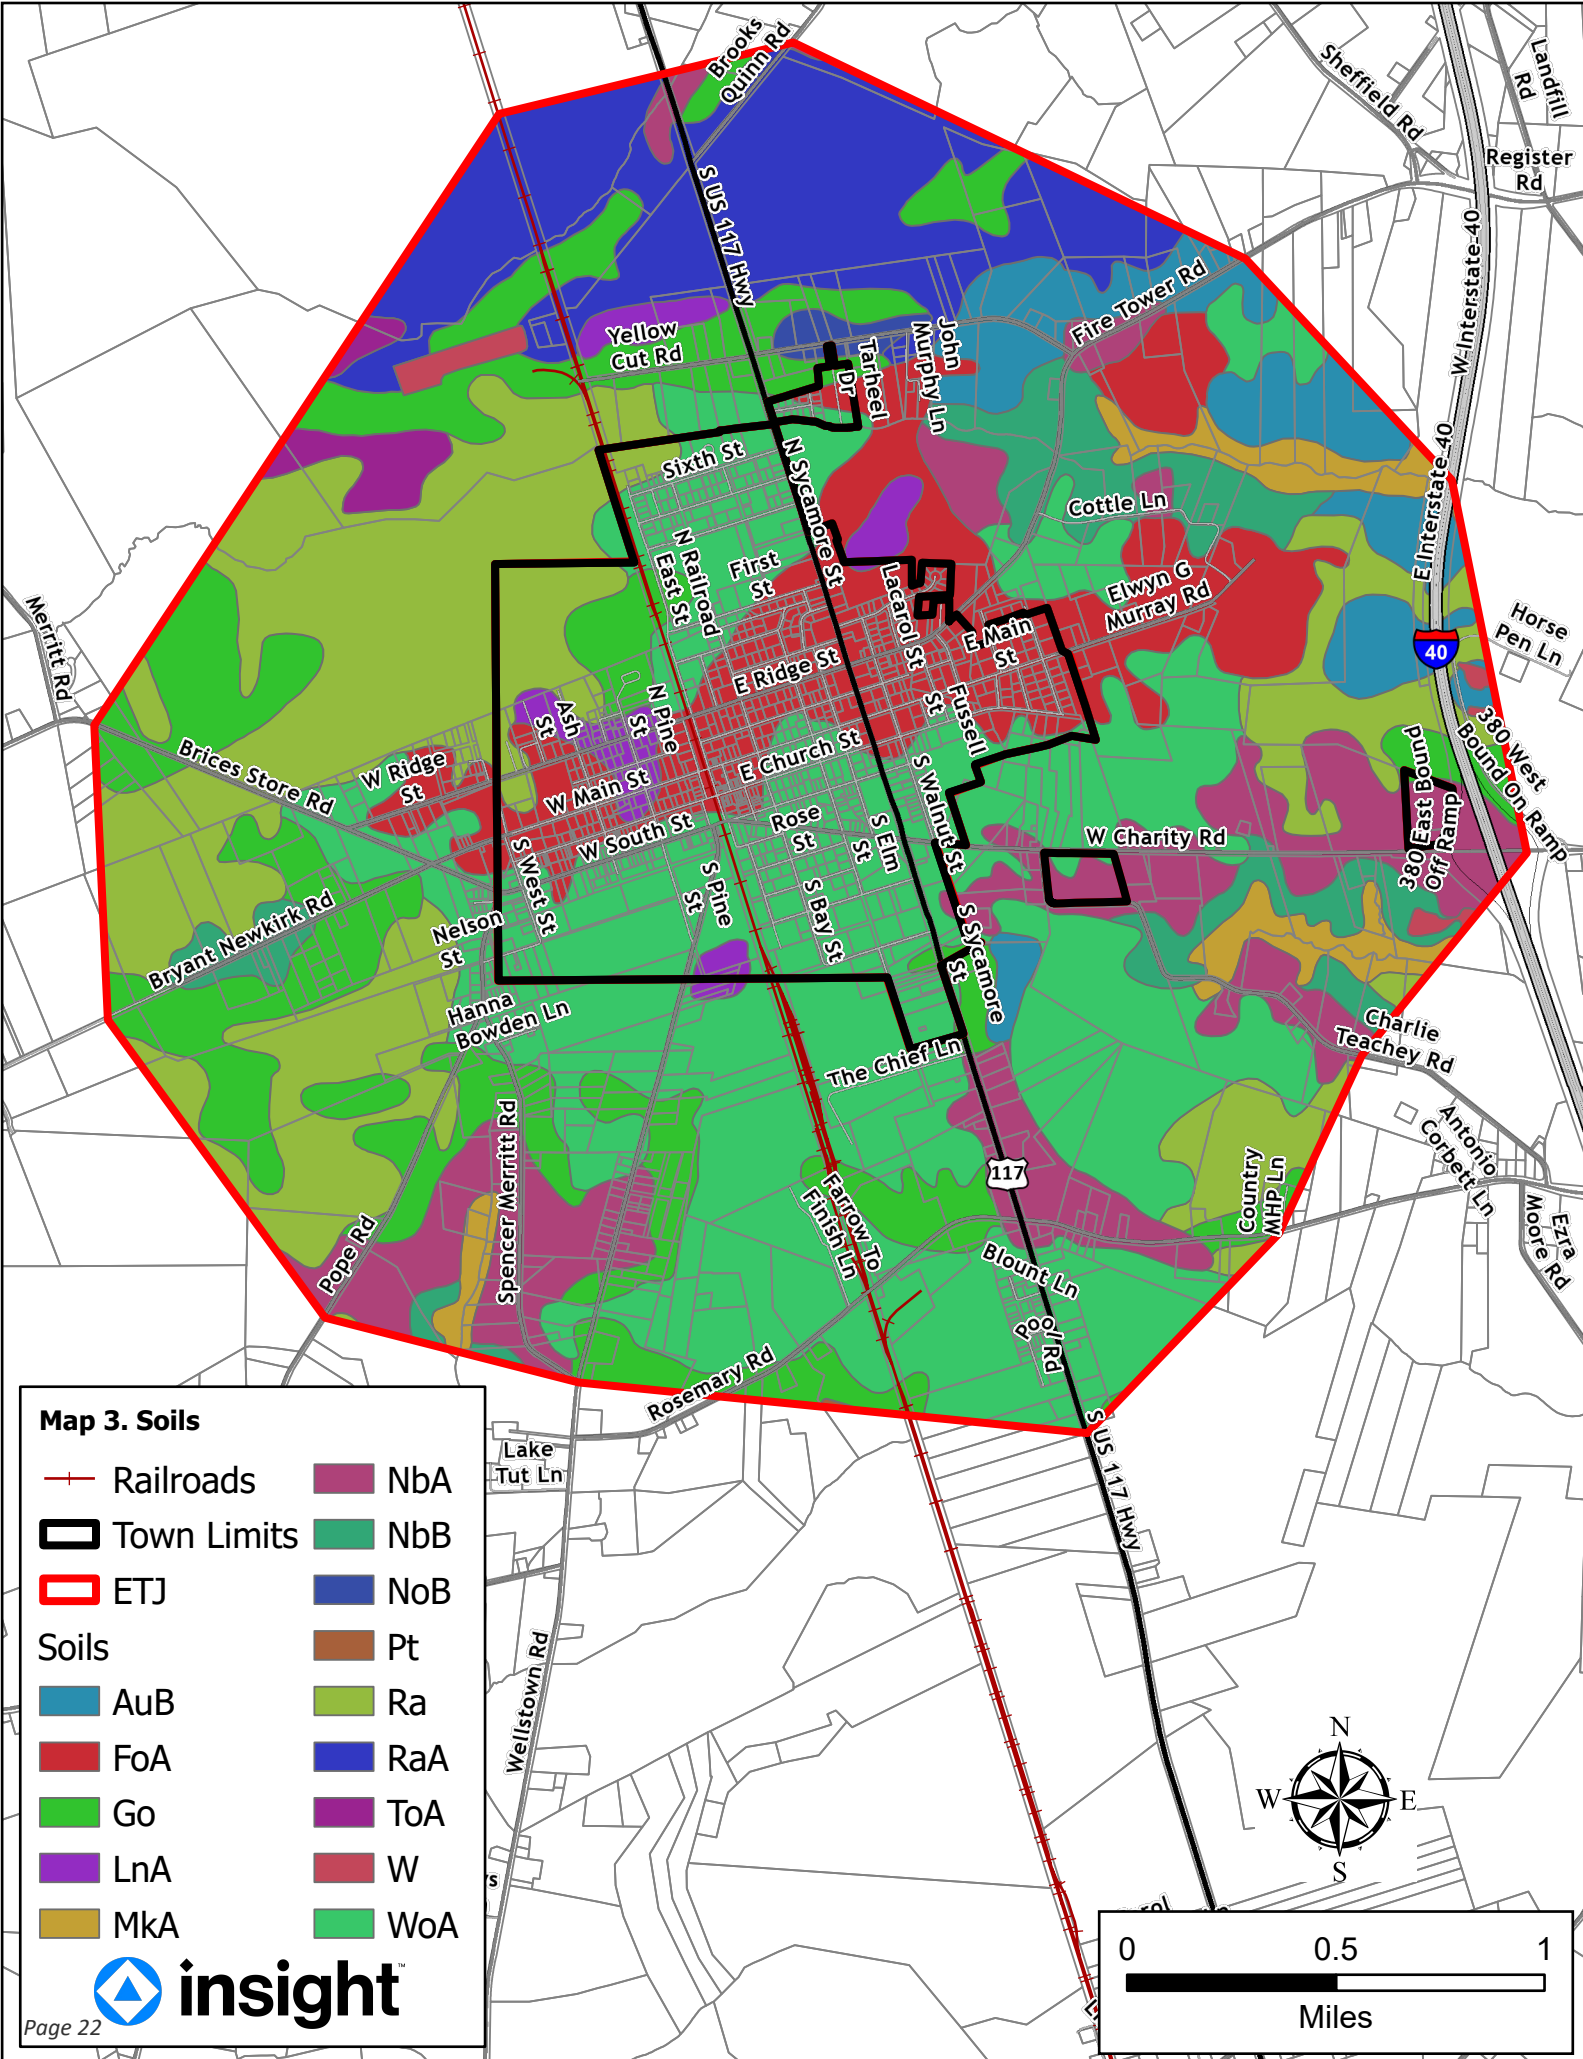 Brooks
Quinn Rd
Sheffield Rd
Landfill
Rd
Register
Rd
S US 117 Hwy
W Interstate 40
Fire Tower Rd
Yellow
Cut Rd
John
Murphy Ln
Tarheel
Dr
Sixth St
N Sycamore St
Cottle Ln
E Interstate 40
N Railroad
East St
First
St
Lacarol St
Elwyn G
Murray Rd
Merritt Rd
Horse
Pen Ln
40
E Main
St
E Ridge St
N Pine
St
Ash
St
Fussell
St
380 West
Bound On Ramp
Brices Store Rd
W Ridge
St
W Main St
E Church St
S Walnut St
380 East Bound
Off Ramp
W South St
Rose
St
S Elm
St
W Charity Rd
S West St
S Pine
St
S Bay St
Bryant Newkirk Rd
Nelson
St
S Sycamore
St
Hanna
Bowden Ln
The Chief Ln
Charlie
Teachey Rd
Spencer Merritt Rd
Antonio
Corbett Ln
117
Country
MHP Ln
Ezra
Moore Rd
Pope Rd
Farrow To
Finish Ln
Blount Ln
Pool Rd
Rosemary Rd
S US 117 Hwy
Lake
Tut Ln
Wellstown Rd
Map 3. Soils
Railroads
Town Limits
ETJ
Soils
AuB
FoA
Go
LnA
MkA
NbA
NbB
NoB
Pt
Ra
RaA
ToA
W
WoA
insight™
Page 22
N
W E
S
0 0.5 1
Miles